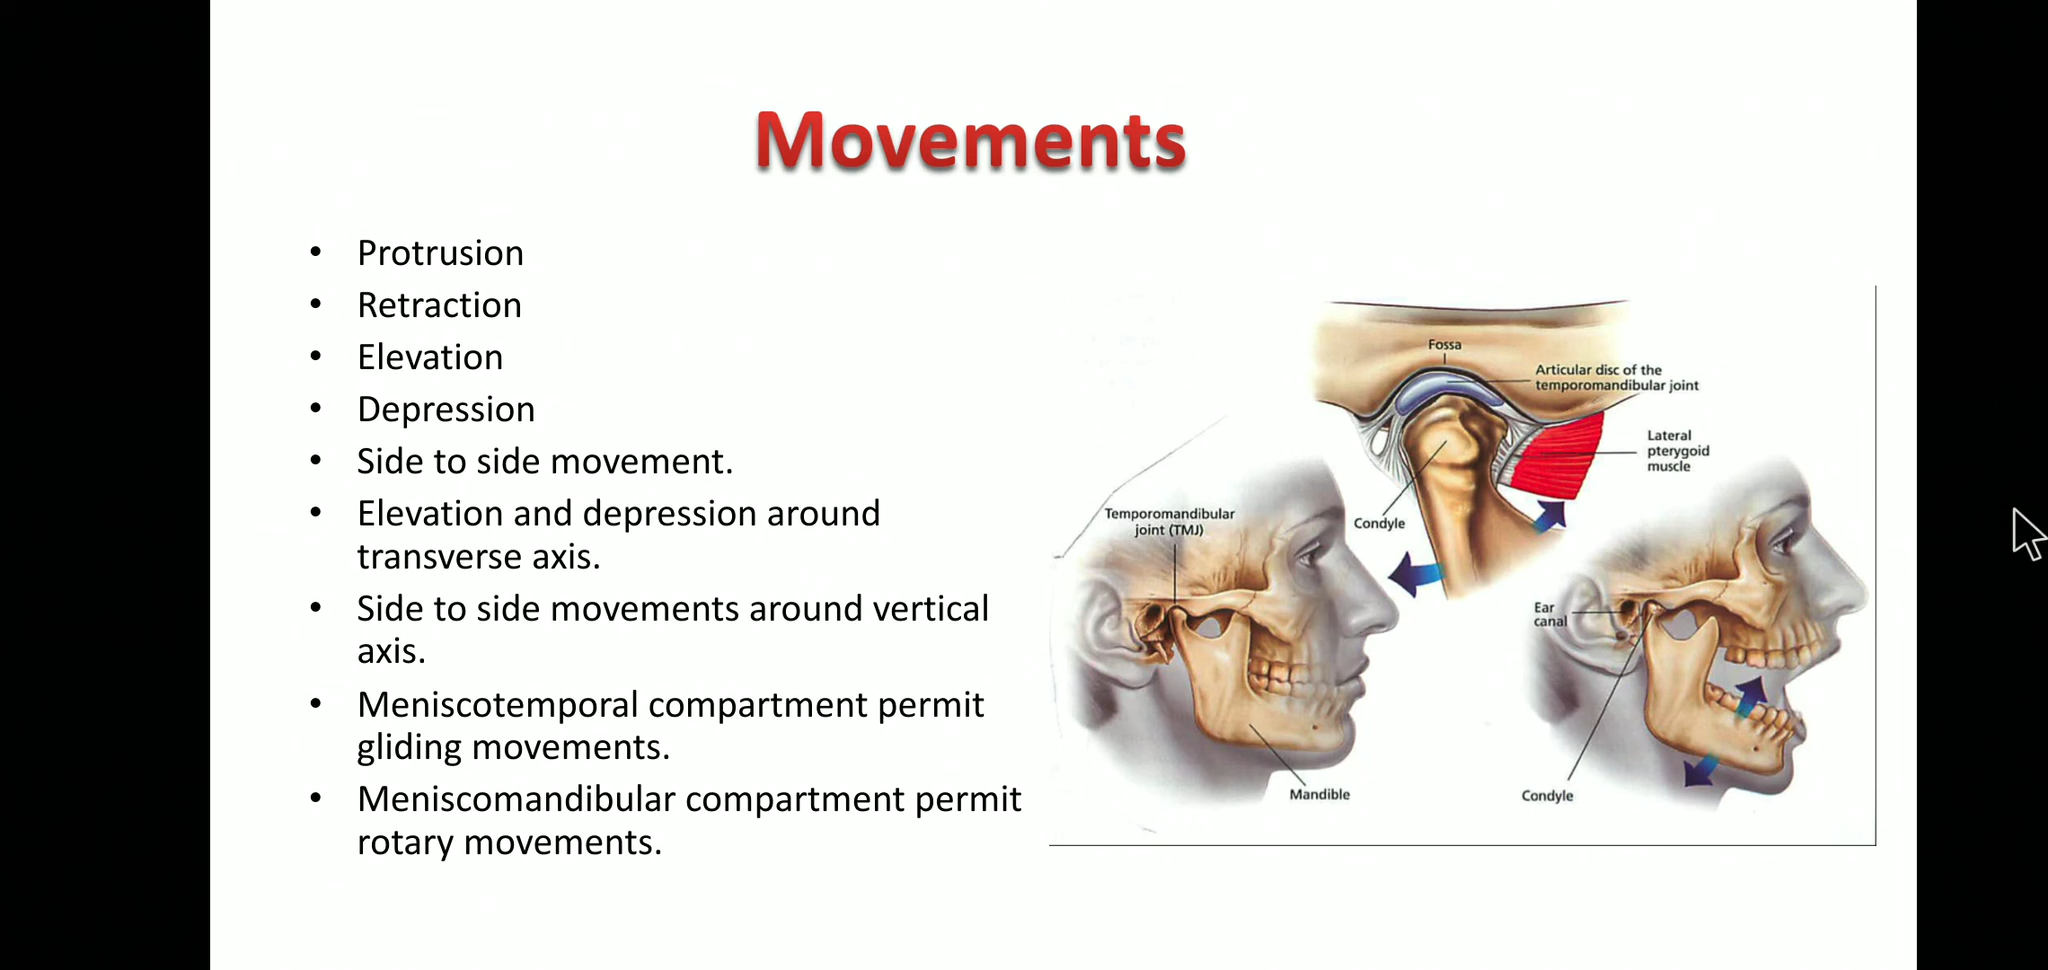 Movements
• Protrusion
• Retraction
• Elevation
• Depression
• Side to side movement.
• Elevation and depression around
transverse axis.
• Side to side movements around vertical
axis.
• Meniscotemporal compartment permit
gliding movements.
• Meniscomandibular compartment permit
rotary movements.
Fossa
Articular disc of the
temporomandibular joint
Lateral
pterygoid
muscle
Condyle
Temporomandibular
joint (TMJ)
Mandible
Ear
canal
Condyle